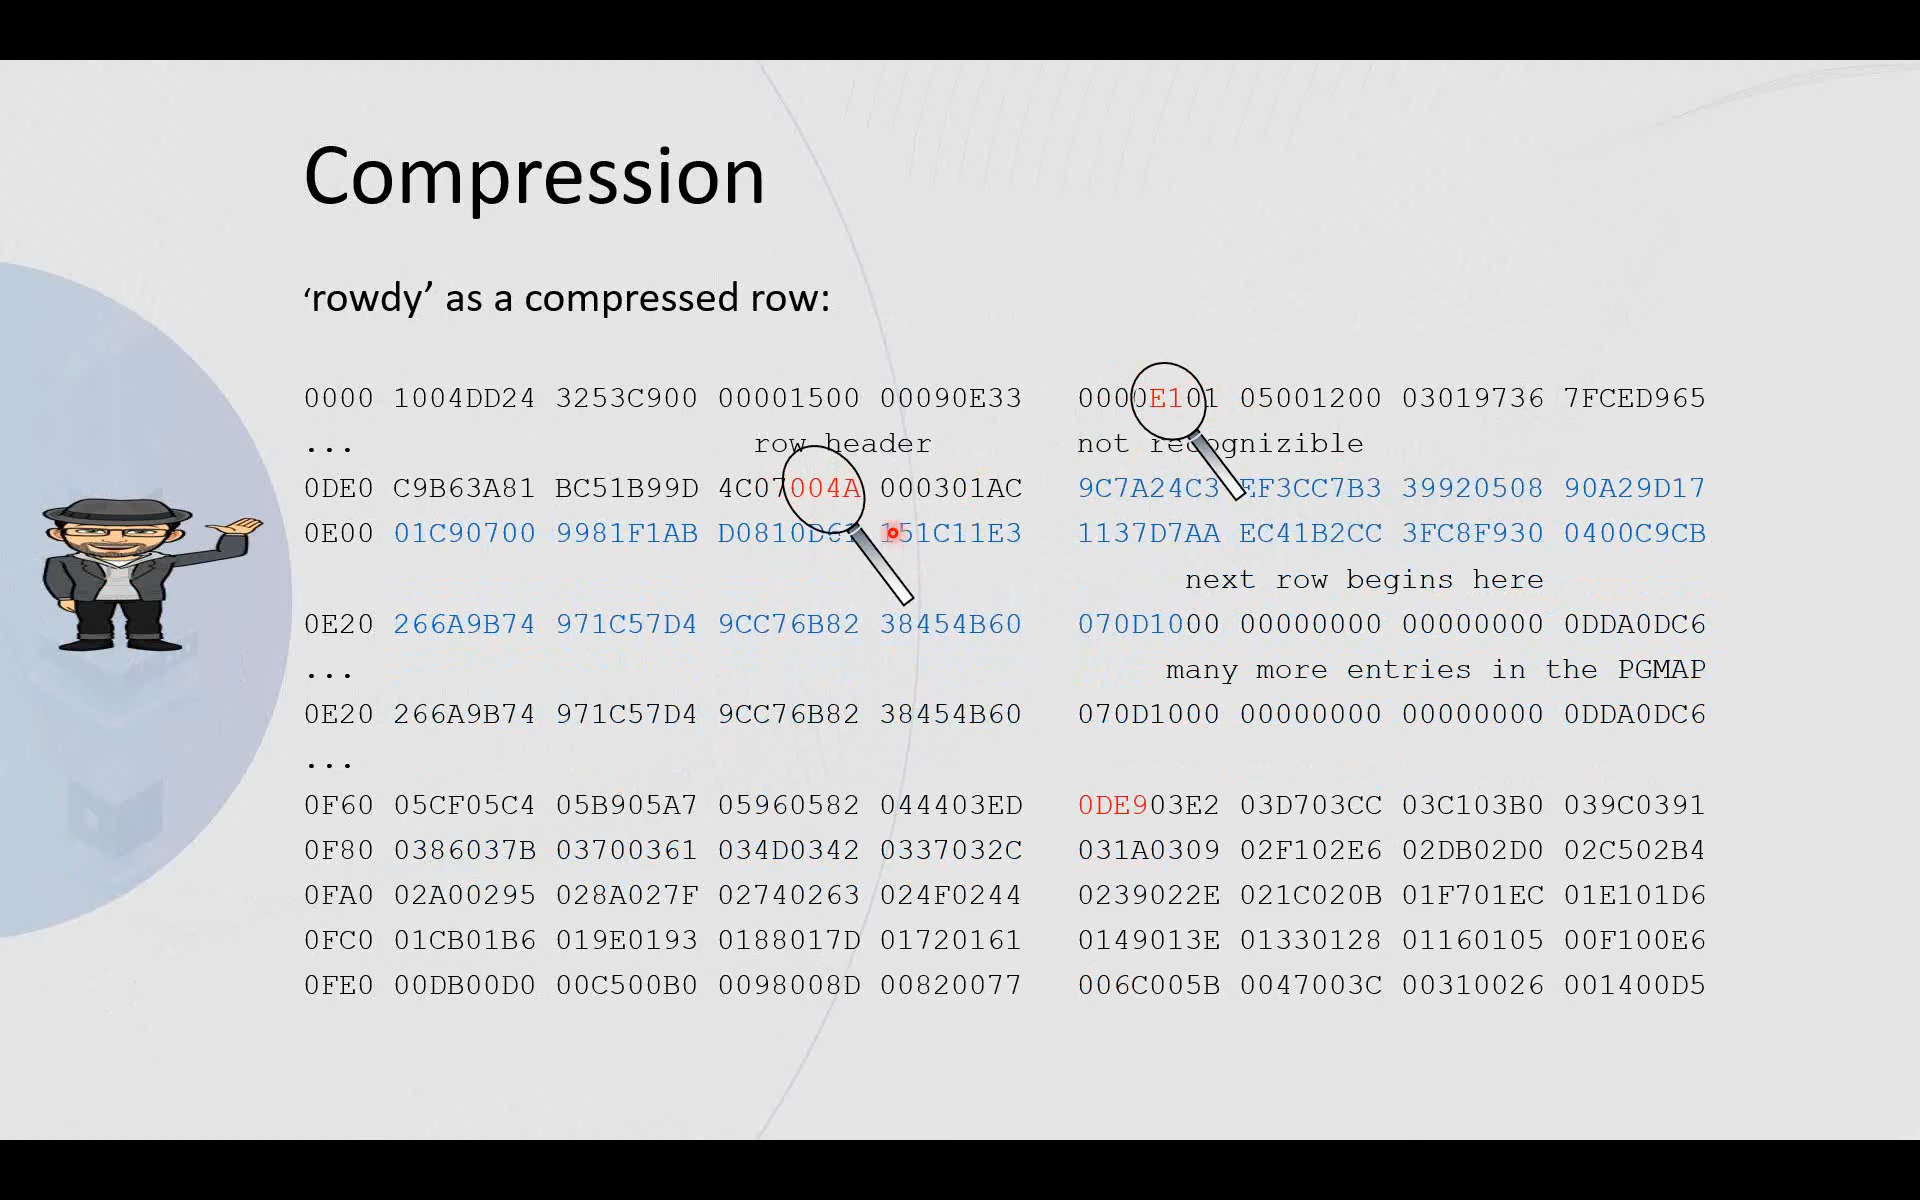 Compression
‘rowdy’ as a compressed row:
0000 1004DD24 3253C900 00001500 00090E33 0000E101 05001200 03019736 7FCED965
... row header not recognizible
0DE0 C9B63A81 BC51B99D 4C07004A 000301AC 9C7A24C3 EF3CC7B3 39920508 90A29D17
0E00 01C90700 9981F1AB D0810D61 151C11E3 1137D7AA EC41B2CC 3FC8F930 0400C9CB
next row begins here
0E20 266A9B74 971C57D4 9CC76B82 38454B60 070D1000 00000000 00000000 0DDA0DC6
... many more entries in the PGMAP
0E20 266A9B74 971C57D4 9CC76B82 38454B60 070D1000 00000000 00000000 0DDA0DC6
...
0F60 05CF05C4 05B905A7 05960582 044403ED 0DE903E2 03D703CC 03C103B0 039C0391
0F80 0386037B 03700361 034D0342 0337032C 031A0309 02F102E6 02DB02D0 02C502B4
0FA0 02A00295 028A027F 02740263 024F0244 0239022E 021C020B 01F701EC 01E101D6
0FC0 01CB01B6 019E0193 0188017D 01720161 0149013E 01330128 01160105 00F100E6
0FE0 00DB00D0 00C500B0 0098008D 00820077 006C005B 0047003C 00310026 001400D5